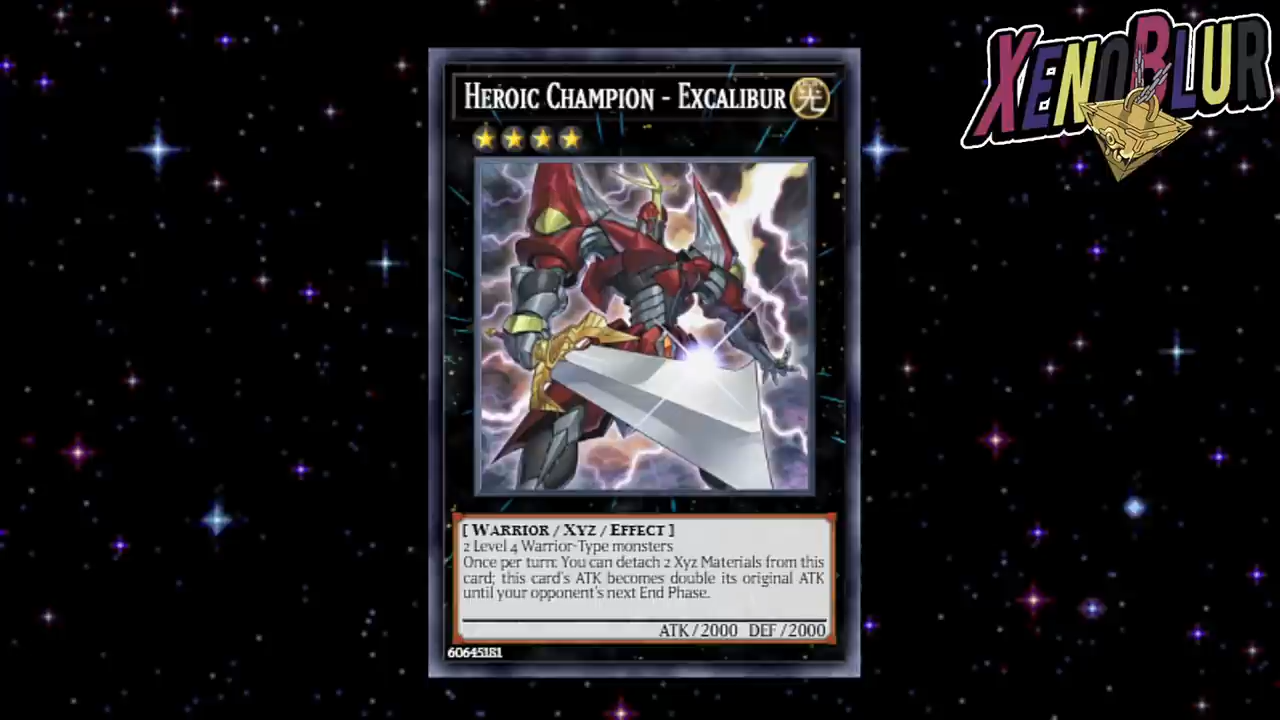 XENOBLUR
HEROIC CHAMPION - EXCALIBUR
光
[ WARRIOR / XYZ / EFFECT ]
2 Level 4 Warrior-Type monsters
Once per turn: You can detach 2 Xyz Materials from this
card; this card's ATK becomes double its original ATK
until your opponent's next End Phase.
ATK / 2000 DEF / 2000
60645181